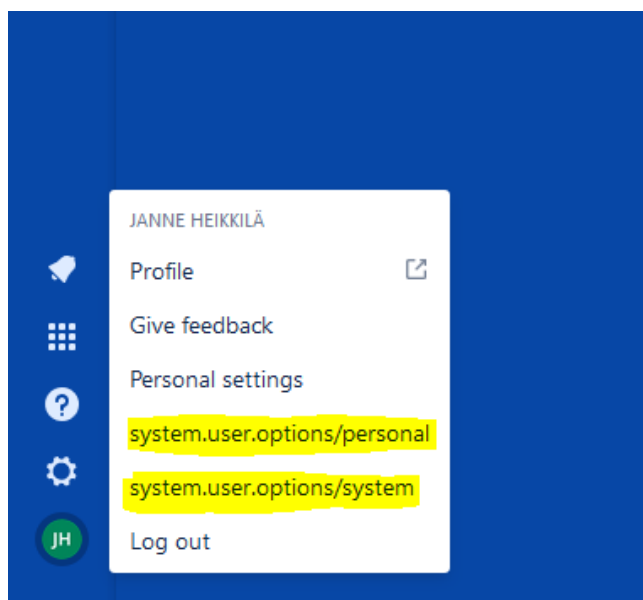 JANNE HEIKKILÄ
Profile
Give feedback
Personal settings
?
system.user.options/personal
system.user.options/system
JH
Log out